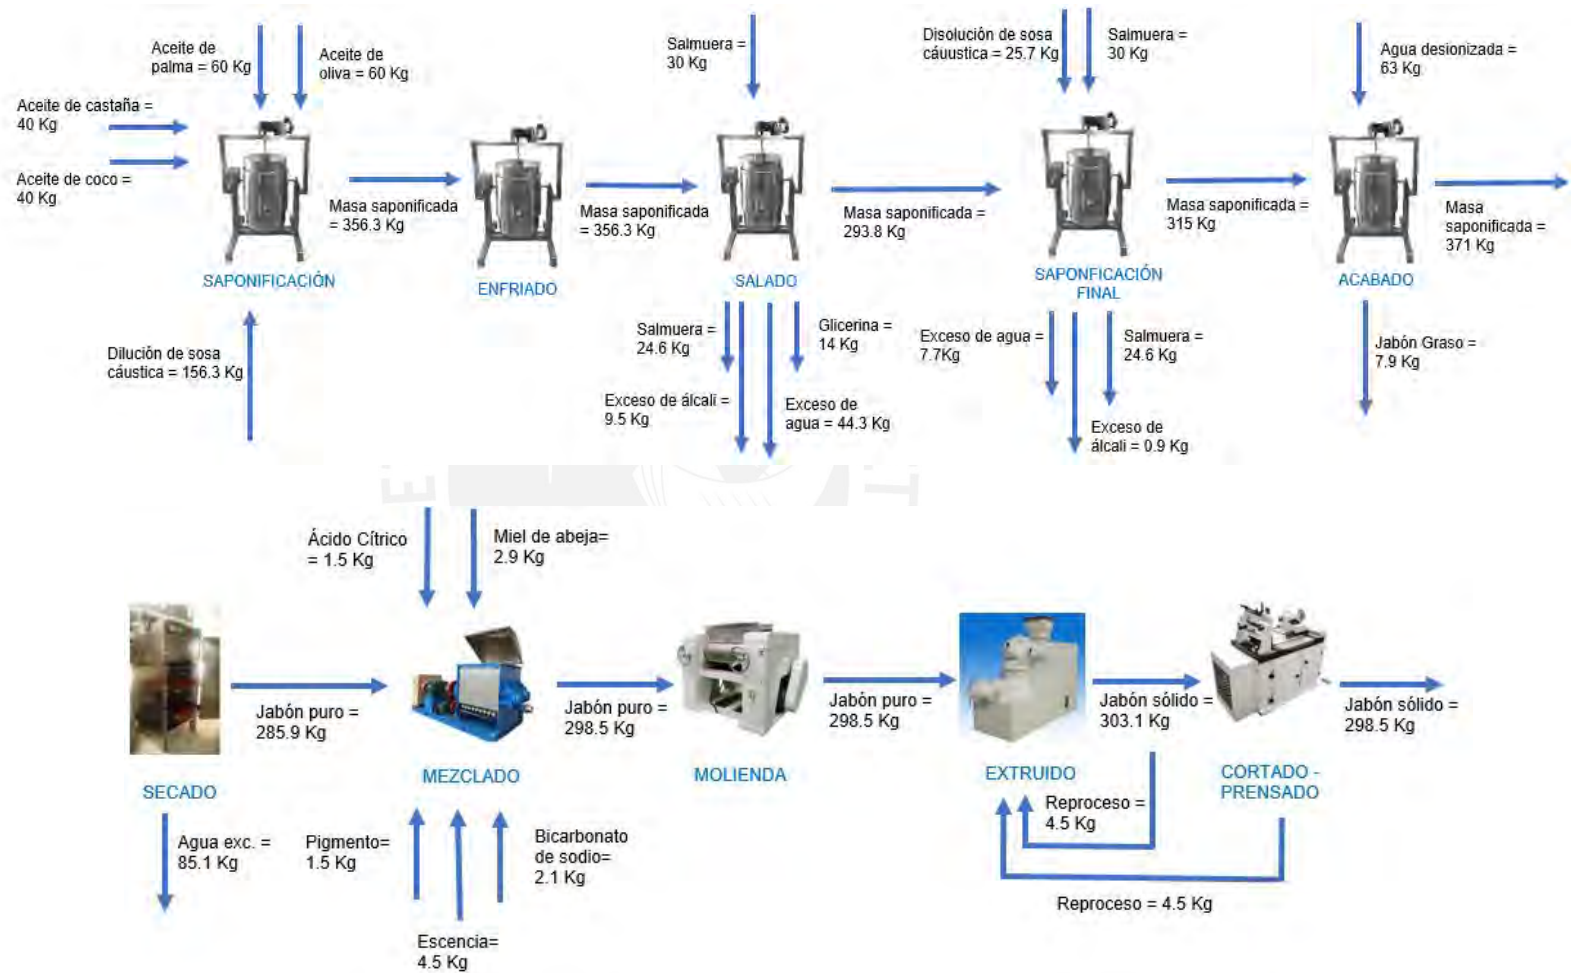 Aceite de
palma = 60 Kg
Aceite de
oliva = 60 Kg
Aceite de castaña =
40 Kg
Aceite de coco =
40 Kg
SAPONIFICACIÓN
Dilución de sosa
cáustica = 156.3 Kg
Masa saponificada
= 356.3 Kg
ENFRIADO
Masa saponificada
= 356.3 Kg
Salmuera =
30 Kg
SALADO
Salmuera =
24.6 Kg
Glicerina =
14 Kg
Exceso de álcali =
9.5 Kg
Exceso de
agua = 44.3 Kg
Masa saponificada =
293.8 Kg
Disolución de sosa
cáuustica = 25.7 Kg
Salmuera =
30 Kg
SAPONFICACIÓN
FINAL
Exceso de agua =
7.7Kg
Salmuera =
24.6 Kg
Exceso de
álcali = 0.9 Kg
Masa saponificada =
315 Kg
Agua desionizada =
63 Kg
ACABADO
Jabón Graso =
7.9 Kg
Masa
saponificada =
371 Kg
E
T
Ácido Cítrico
= 1.5 Kg
Miel de abeja=
2.9 Kg
SECADO
Agua exc. =
85.1 Kg
Jabón puro =
285.9 Kg
MEZCLADO
Pigmento=
1.5 Kg
Escencia=
4.5 Kg
Bicarbonato
de sodio=
2.1 Kg
Jabón puro =
298.5 Kg
MOLIENDA
Jabón puro =
298.5 Kg
EXTRUIDO
Jabón sólido =
303.1 Kg
Reproceso =
4.5 Kg
CORTADO -
PRENSADO
Reproceso = 4.5 Kg
Jabón sólido =
298.5 Kg